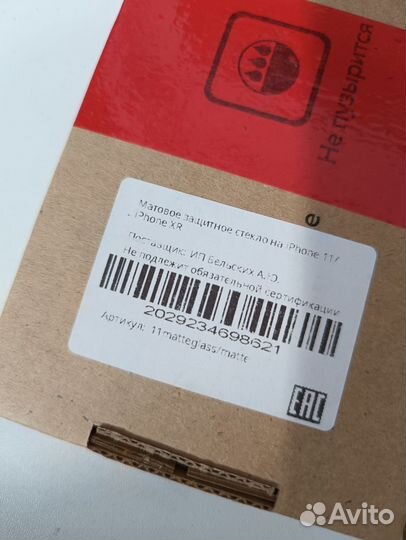 Не пузырится
е
Матовое защитное стекло на iPhone 11/
iPhone XR
Поставщик: ИП Бельских А.Ю.
Не подлежит обязательной сертификации
2029234698621
Артикул: 11matteglass/matte
EAC
Avito